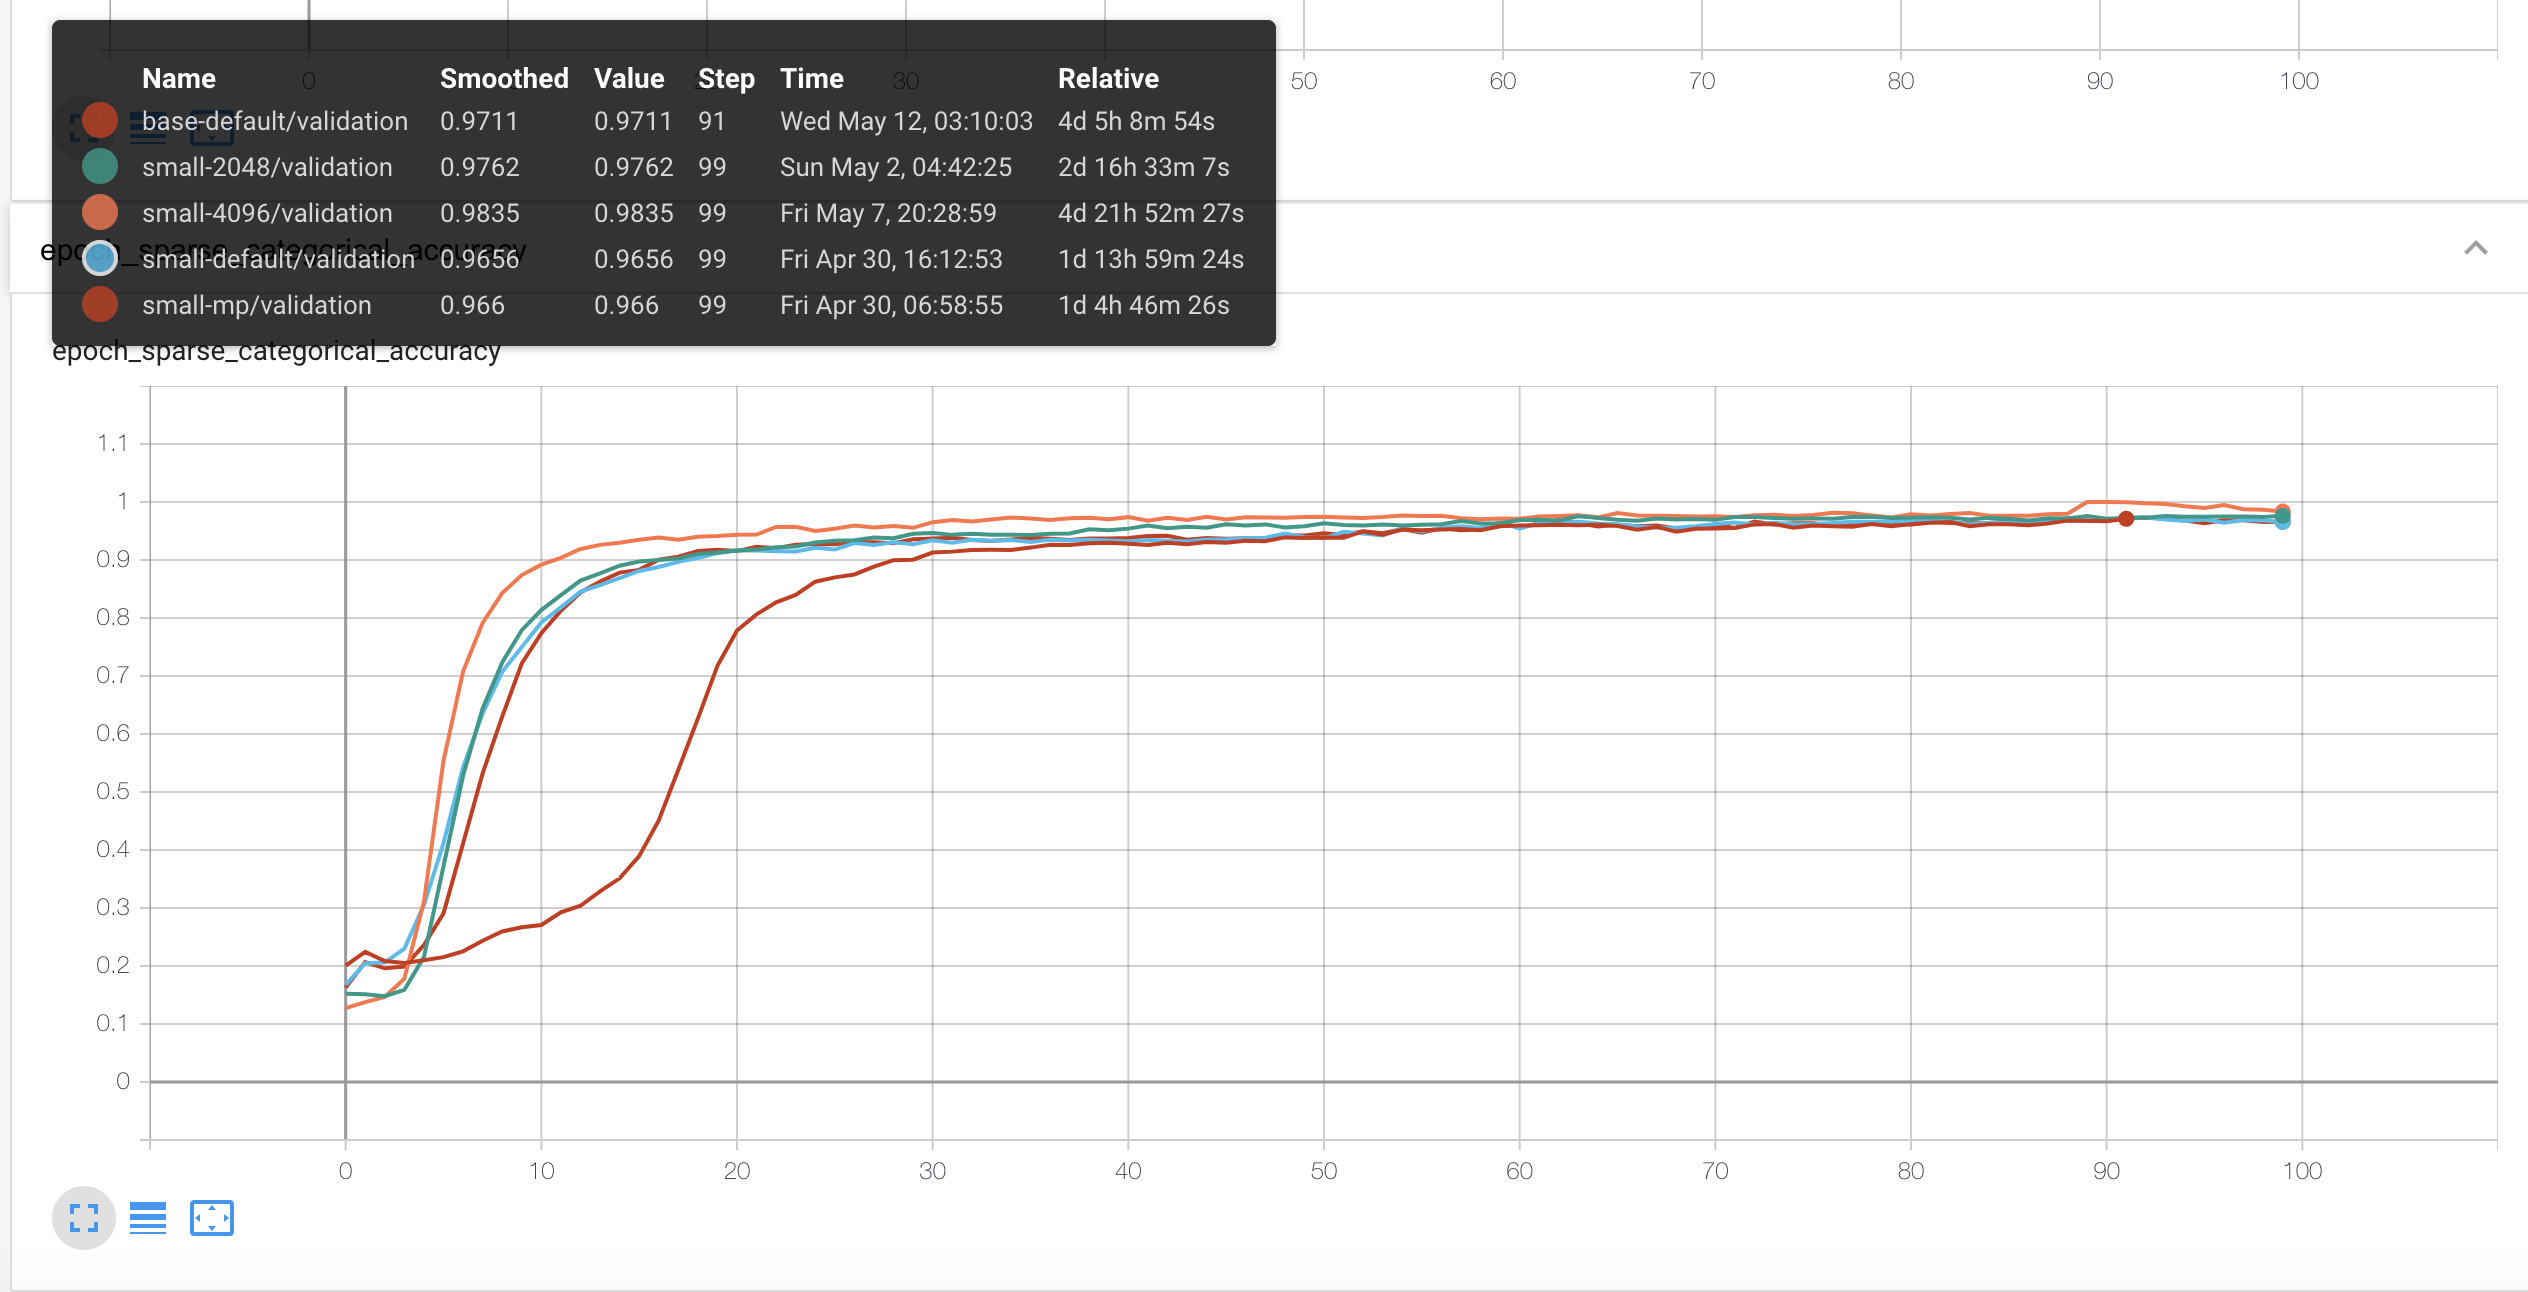 Name Smoothed Value Step Time Relative
0 30 50 60 70 80 90 100
base-default/validation 0.9711 0.9711 91 Wed May 12, 03:10:03 4d 5h 8m 54s
small-2048/validation 0.9762 0.9762 99 Sun May 2, 04:42:25 2d 16h 33m 7s
small-4096/validation 0.9835 0.9835 99 Fri May 7, 20:28:59 4d 21h 52m 27s
epoch_sparse_categorical_accuracy
small-default/validation 0.9656 0.9656 99 Fri Apr 30, 16:12:53 1d 13h 59m 24s
small-mp/validation 0.966 0.966 99 Fri Apr 30, 06:58:55 1d 4h 46m 26s
epoch_sparse_categorical_accuracy
1.1
1
0.9
0.8
0.7
0.6
0.5
0.4
0.3
0.2
0.1
0
0 10 20 30 40 50 60 70 80 90 100